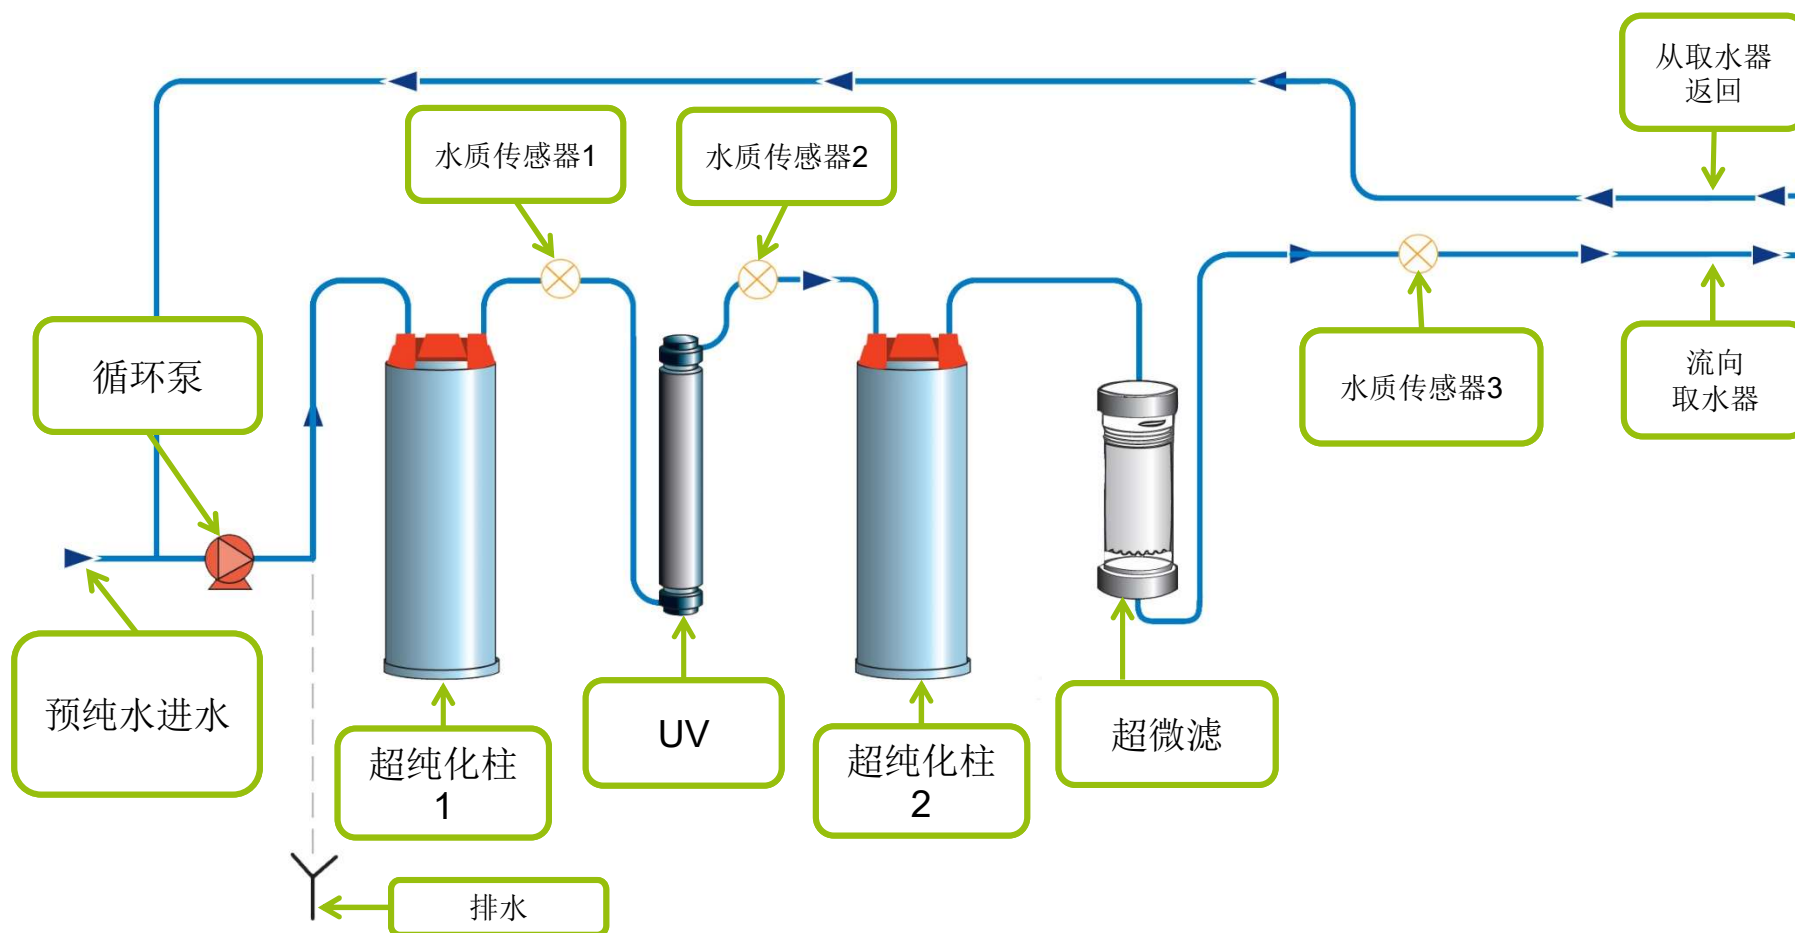 从取水器
返回
水质传感器1
水质传感器2
循环泵
水质传感器3
流向
取水器
预纯水进水
超纯化柱
1
UV
超纯化柱
2
超微滤
排水